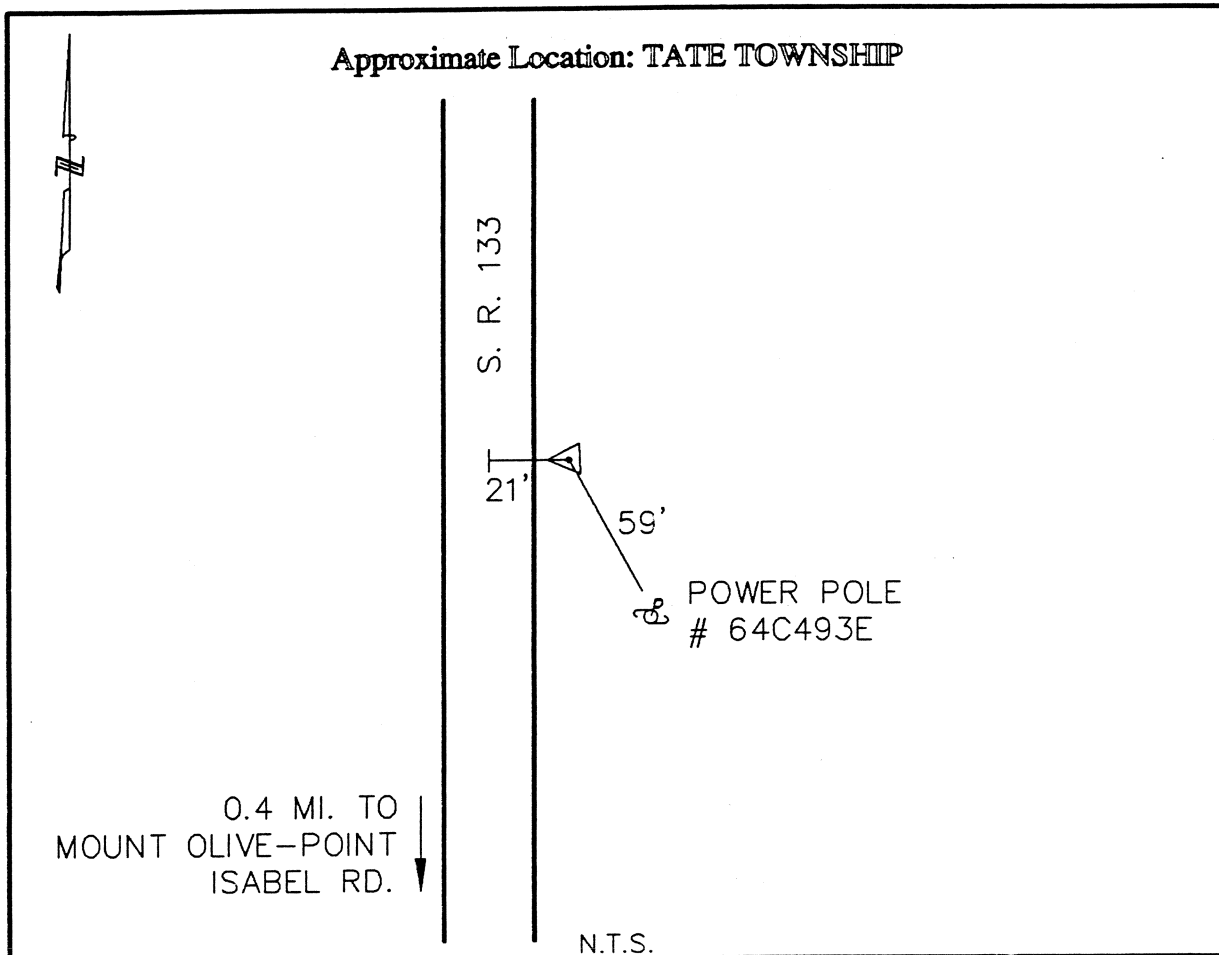 Approximate Location: TATE TOWNSHIP
N
S. R. 133
21'
59'
POWER POLE
# 64C493E
0.4 MI. TO
MOUNT OLIVE-POINT
ISABEL RD.
N.T.S.